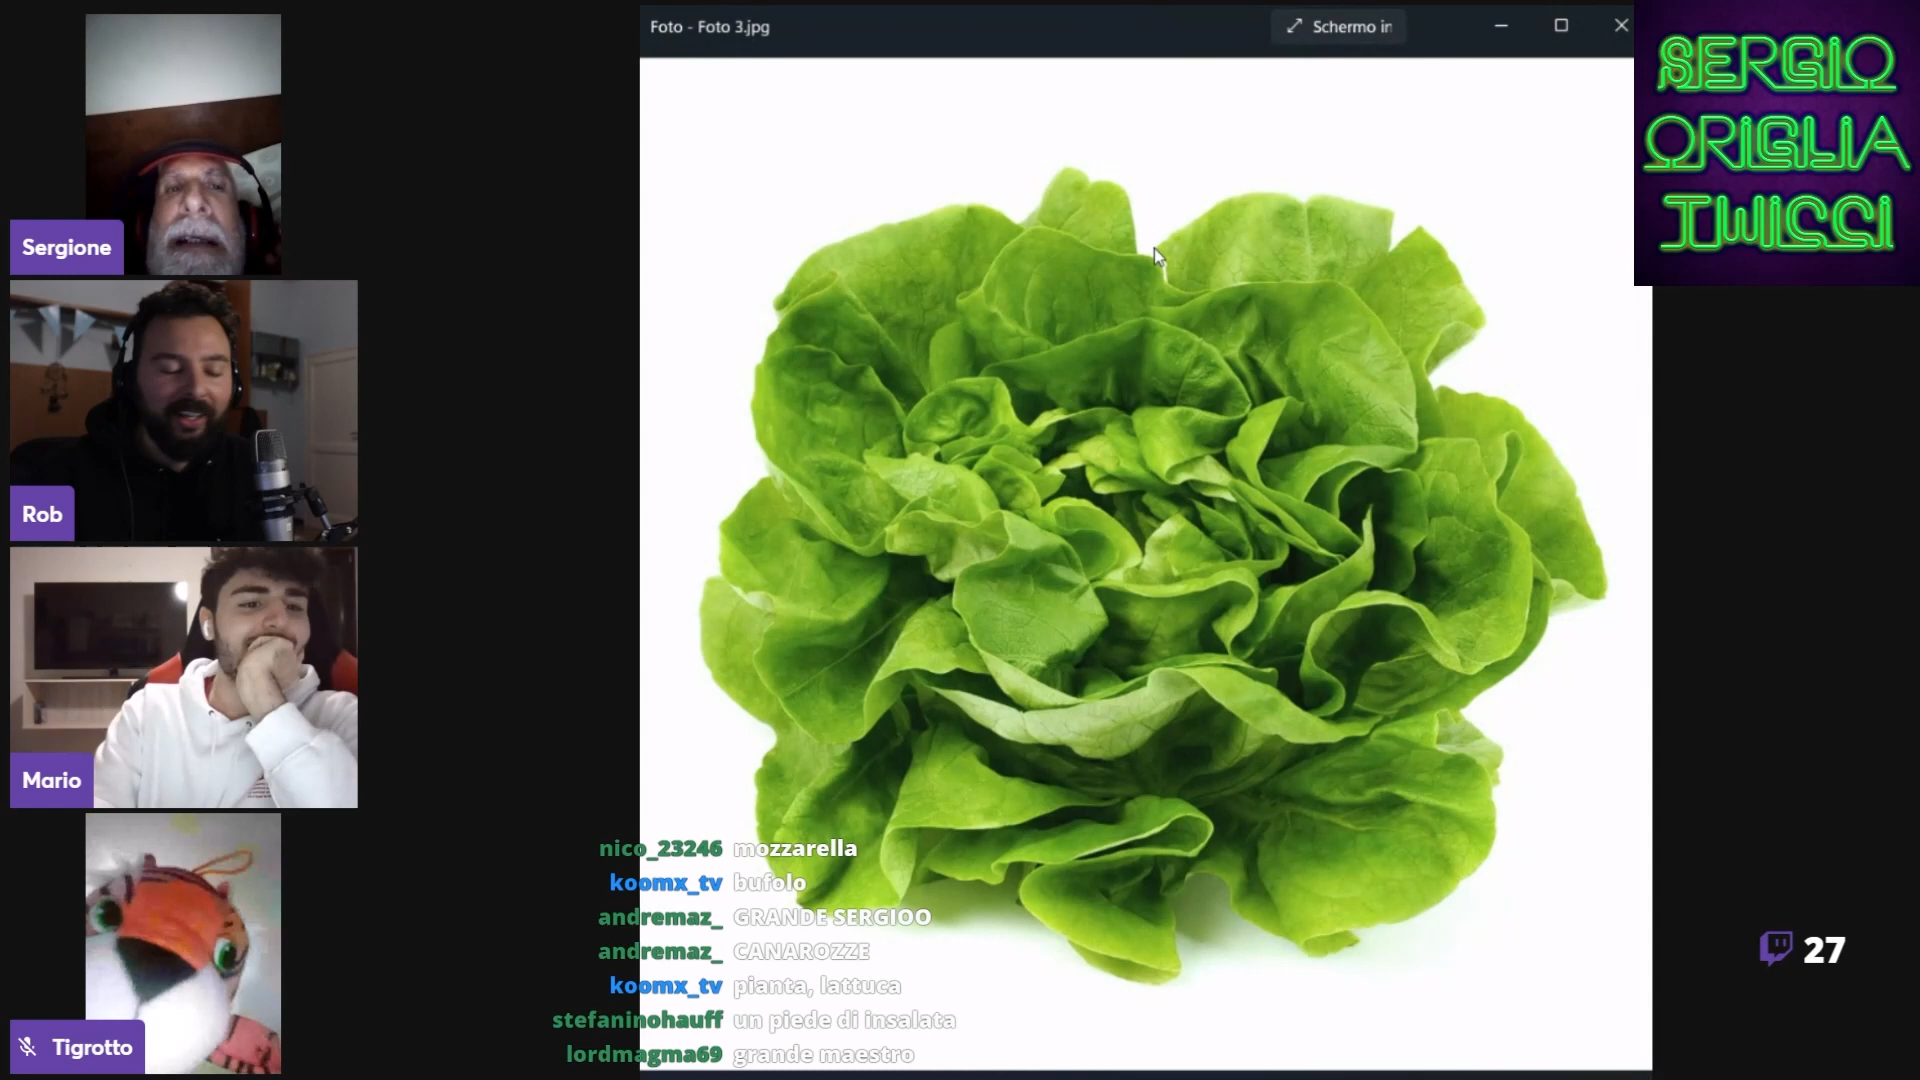 Foto - Foto 3.jpg
Schermo in
SERGIO
ORIGLIA
TWICCI
Sergione
Rob
Mario
Tigrotto
nico_23246 mozzarella
koomx_tv bufolo
andremaz_ GRANDE SERGIOO
andremaz_ CANAROZZE
koomx_tv pianta, lattuca
stefaninohauff un piede di insalata
lordmagma69 grande maestro
27